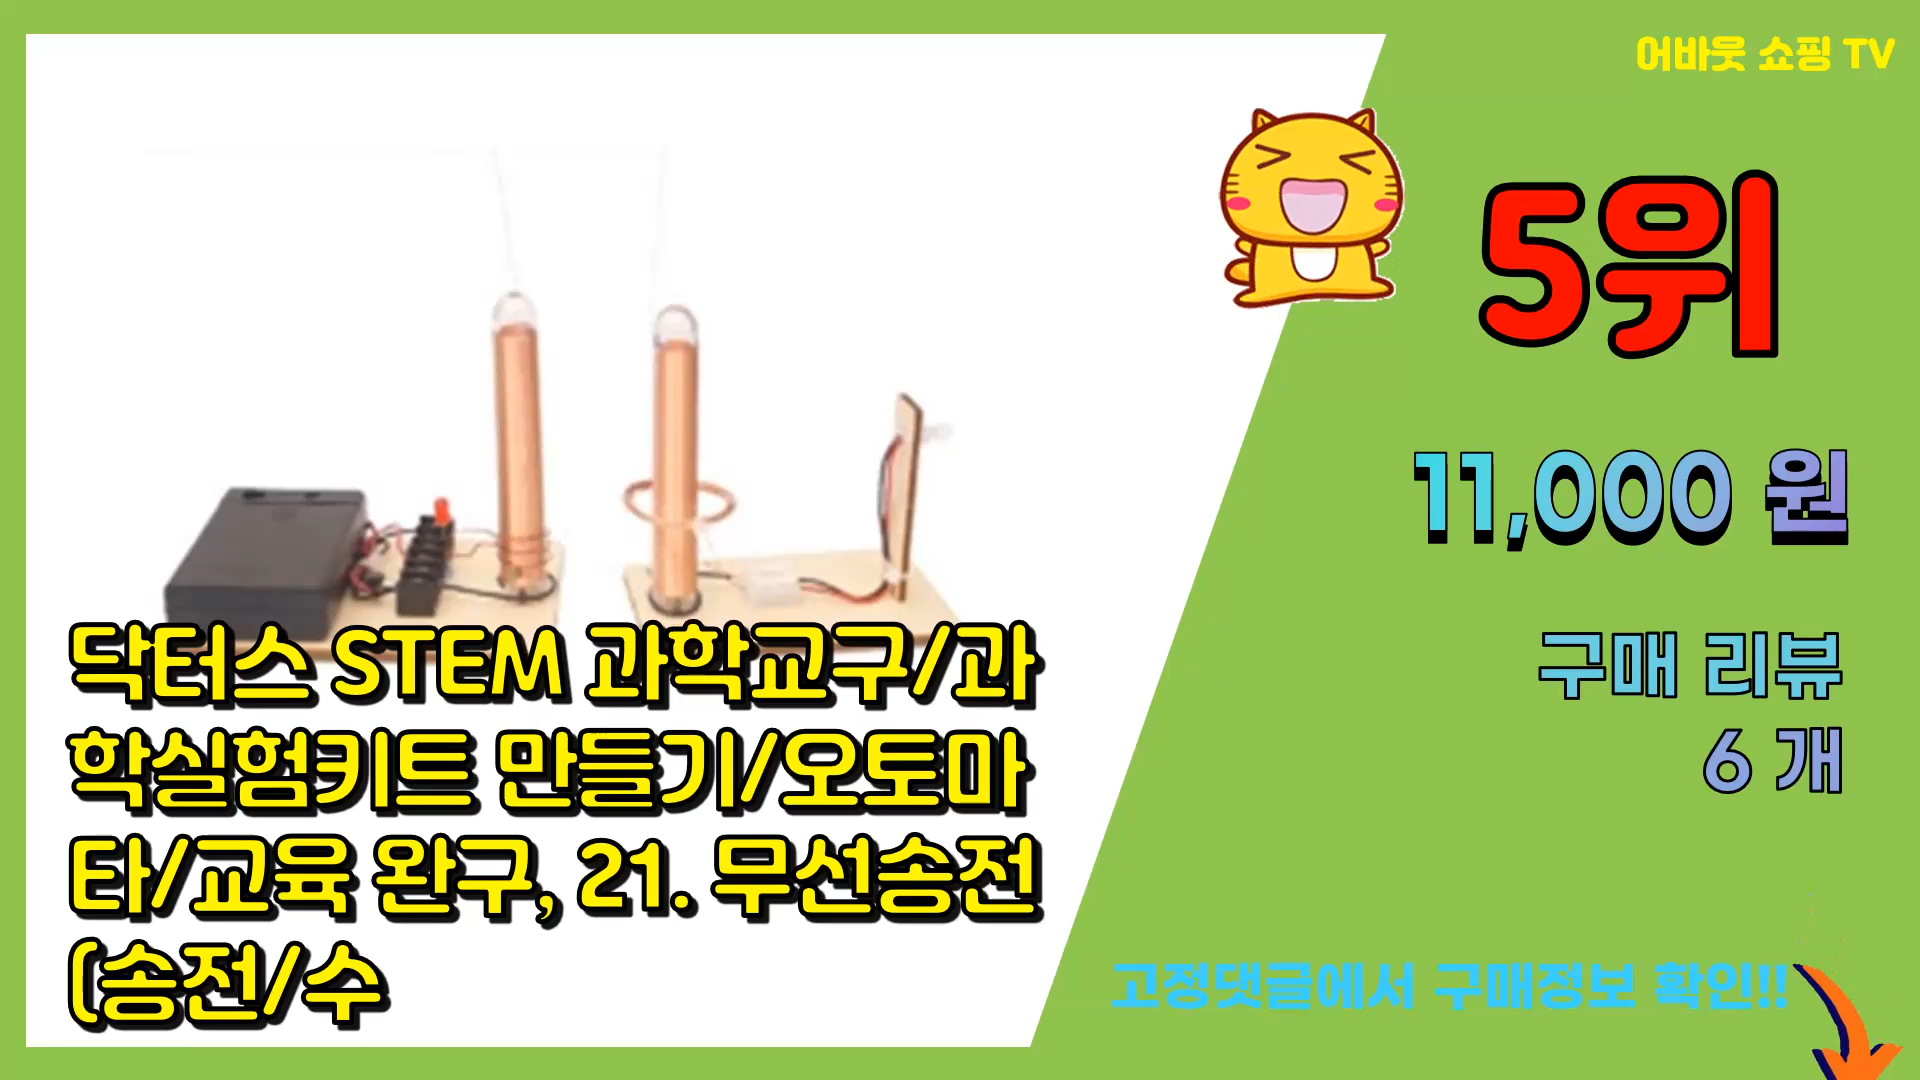 어바웃 쇼핑 TV
5위
11,000 원
구매 리뷰
6 개
닥터스 STEM 과학교구/과
학실험키트 만들기/오토마
타/교육 완구, 21. 무선송전
(송전/수
고정댓글에서 구매정보 확인!!